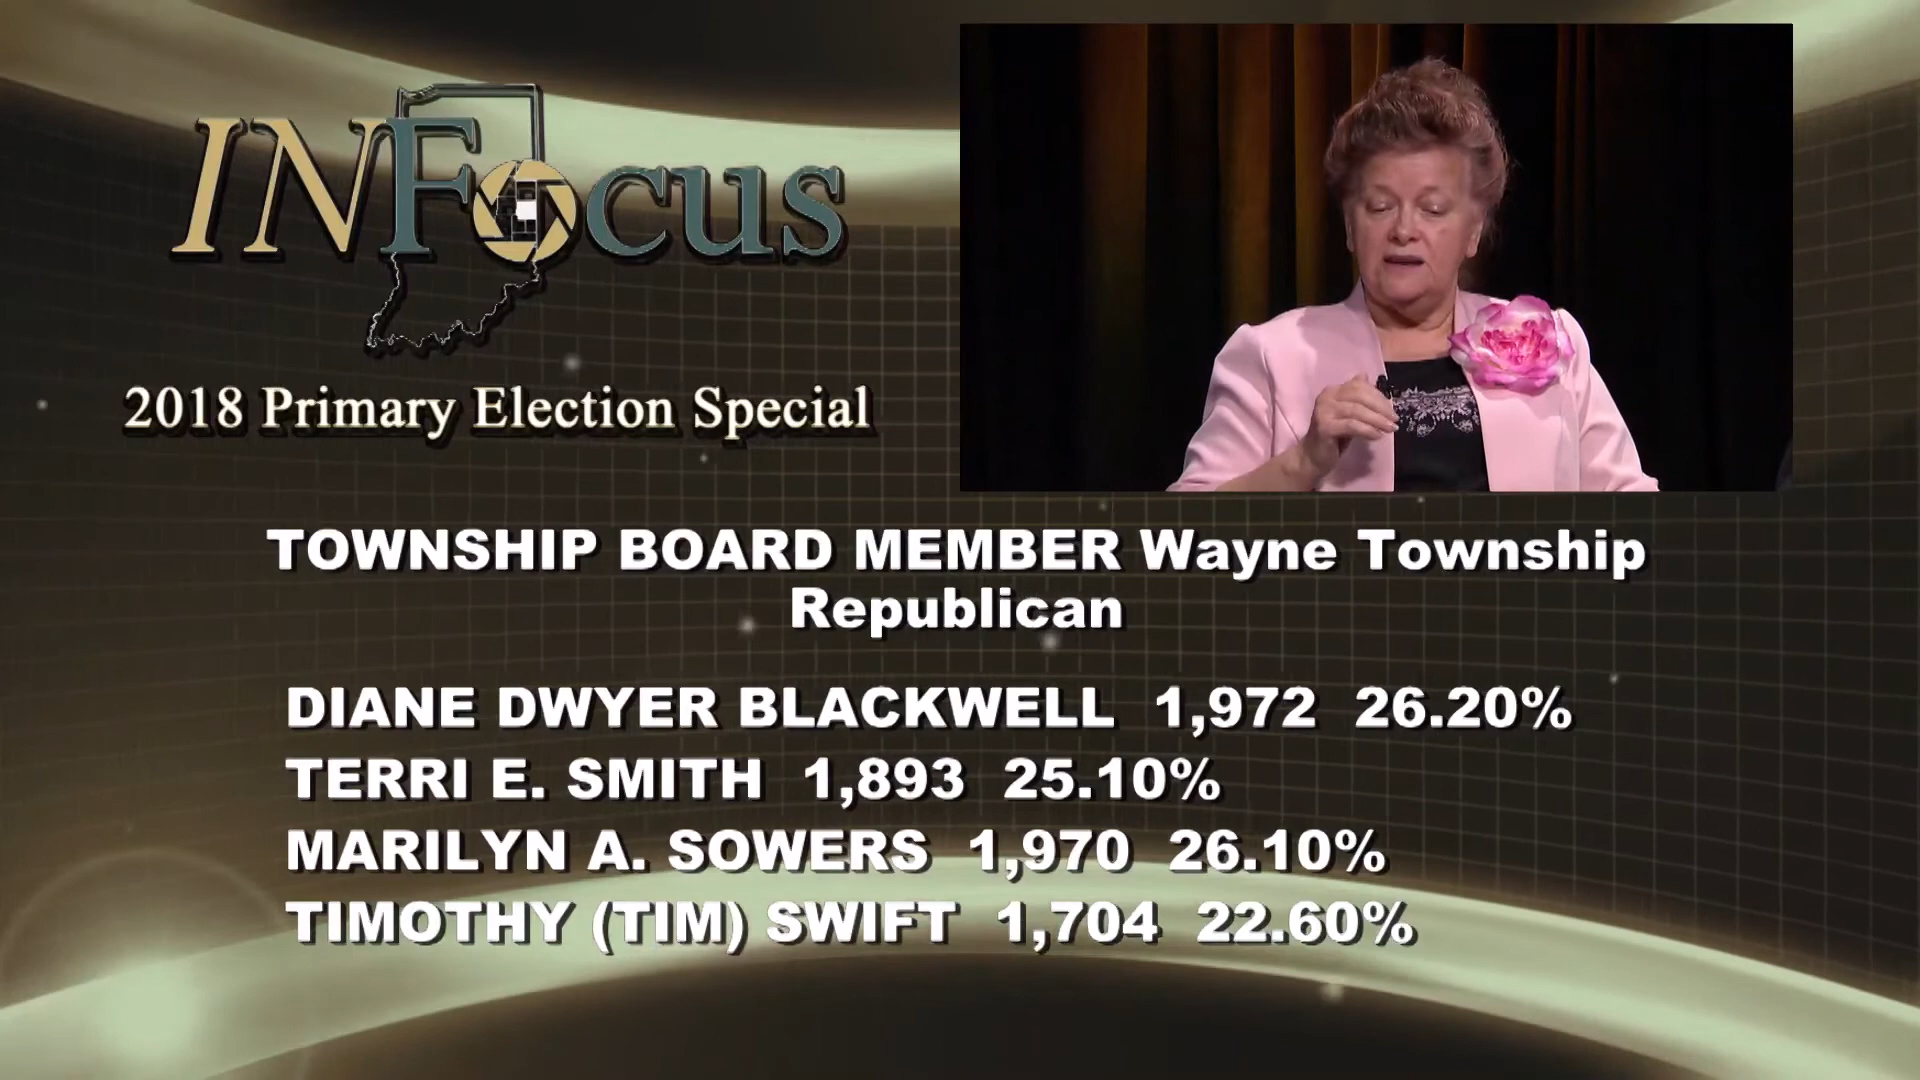 INFocus
2018 Primary Election Special
TOWNSHIP BOARD MEMBER Wayne Township
Republican
DIANE DWYER BLACKWELL 1,972 26.20%
TERRI E. SMITH 1,893 25.10%
MARILYN A. SOWERS 1,970 26.10%
TIMOTHY (TIM) SWIFT 1,704 22.60%